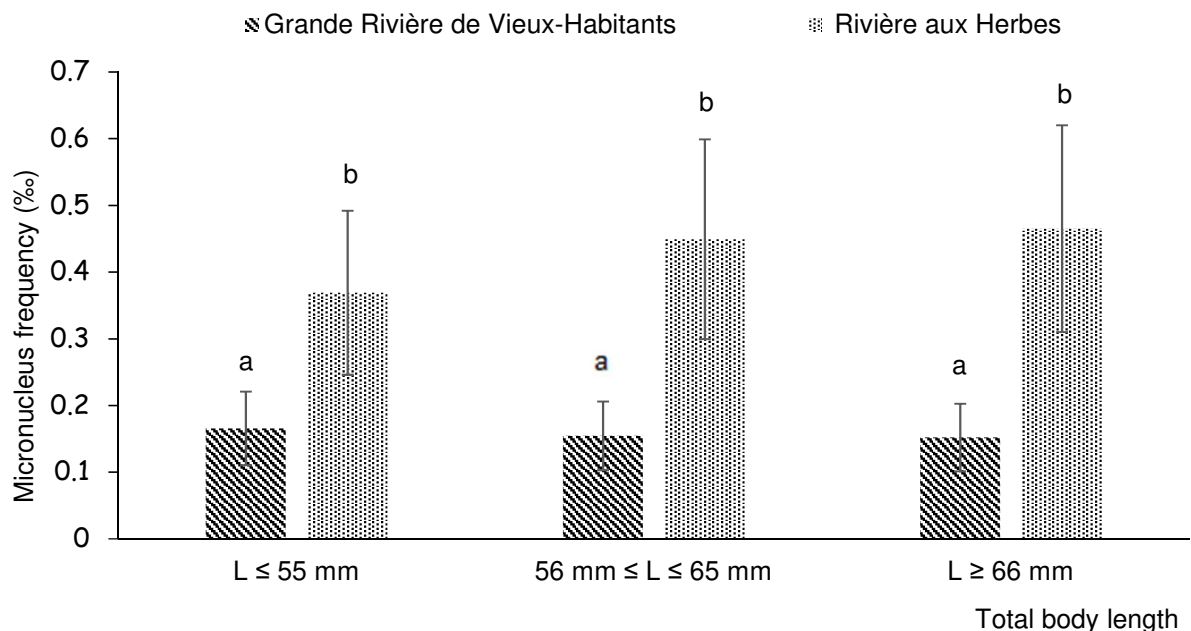 Grande Rivière de Vieux-Habitants Rivière aux Herbes
Micronucleus frequency (‰)
0.7
0.6
0.5
0.4
0.3
0.2
0.1
0
a b a b a b
L ≤ 55 mm 56 mm ≤ L ≤ 65 mm L ≥ 66 mm
Total body length